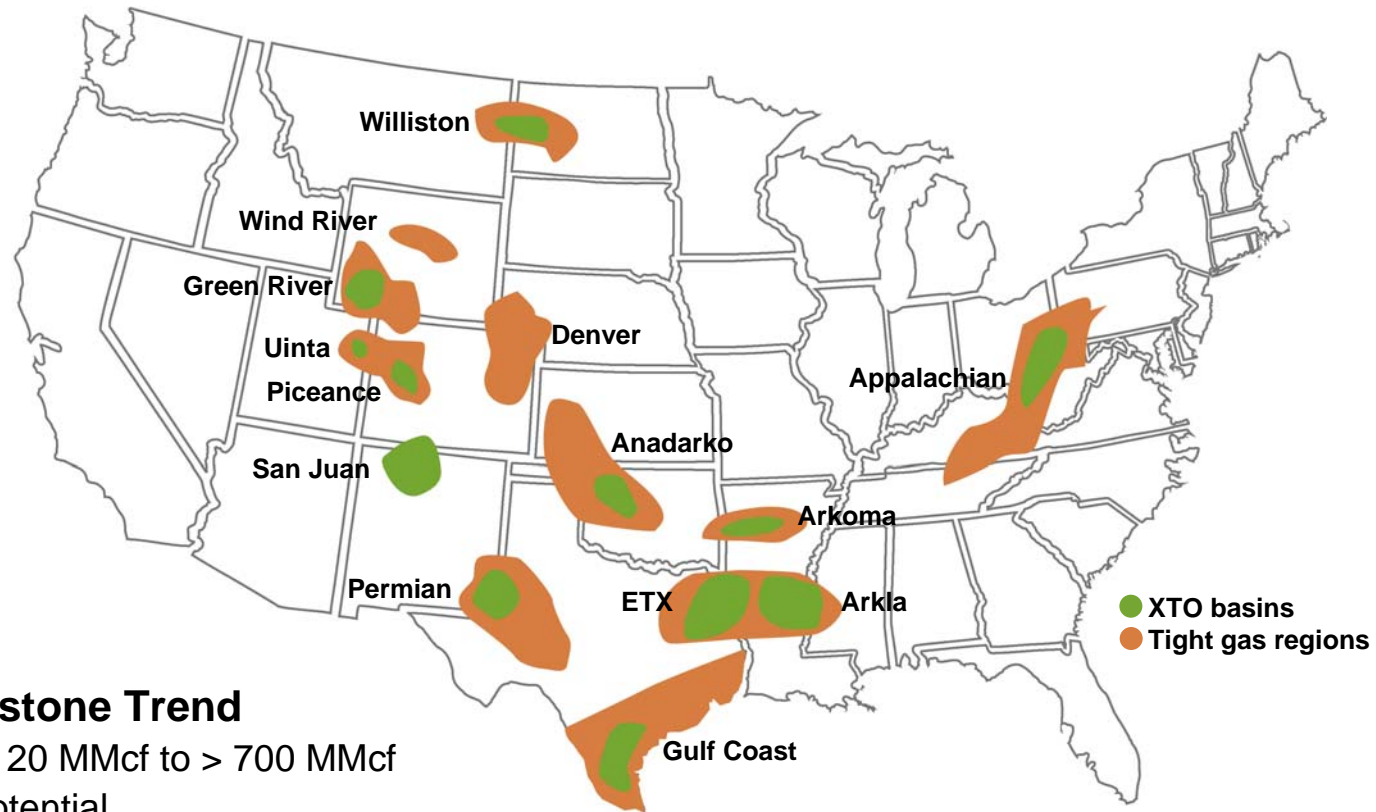 Williston
Wind River
Green River
Uinta
Denver
Piceance
Appalachian
Anadarko
San Juan
Arkoma
Permian
ETX
Arkla
XTO basins
Tight gas regions
stone Trend
20 MMcf to > 700 MMcf
Gulf Coast